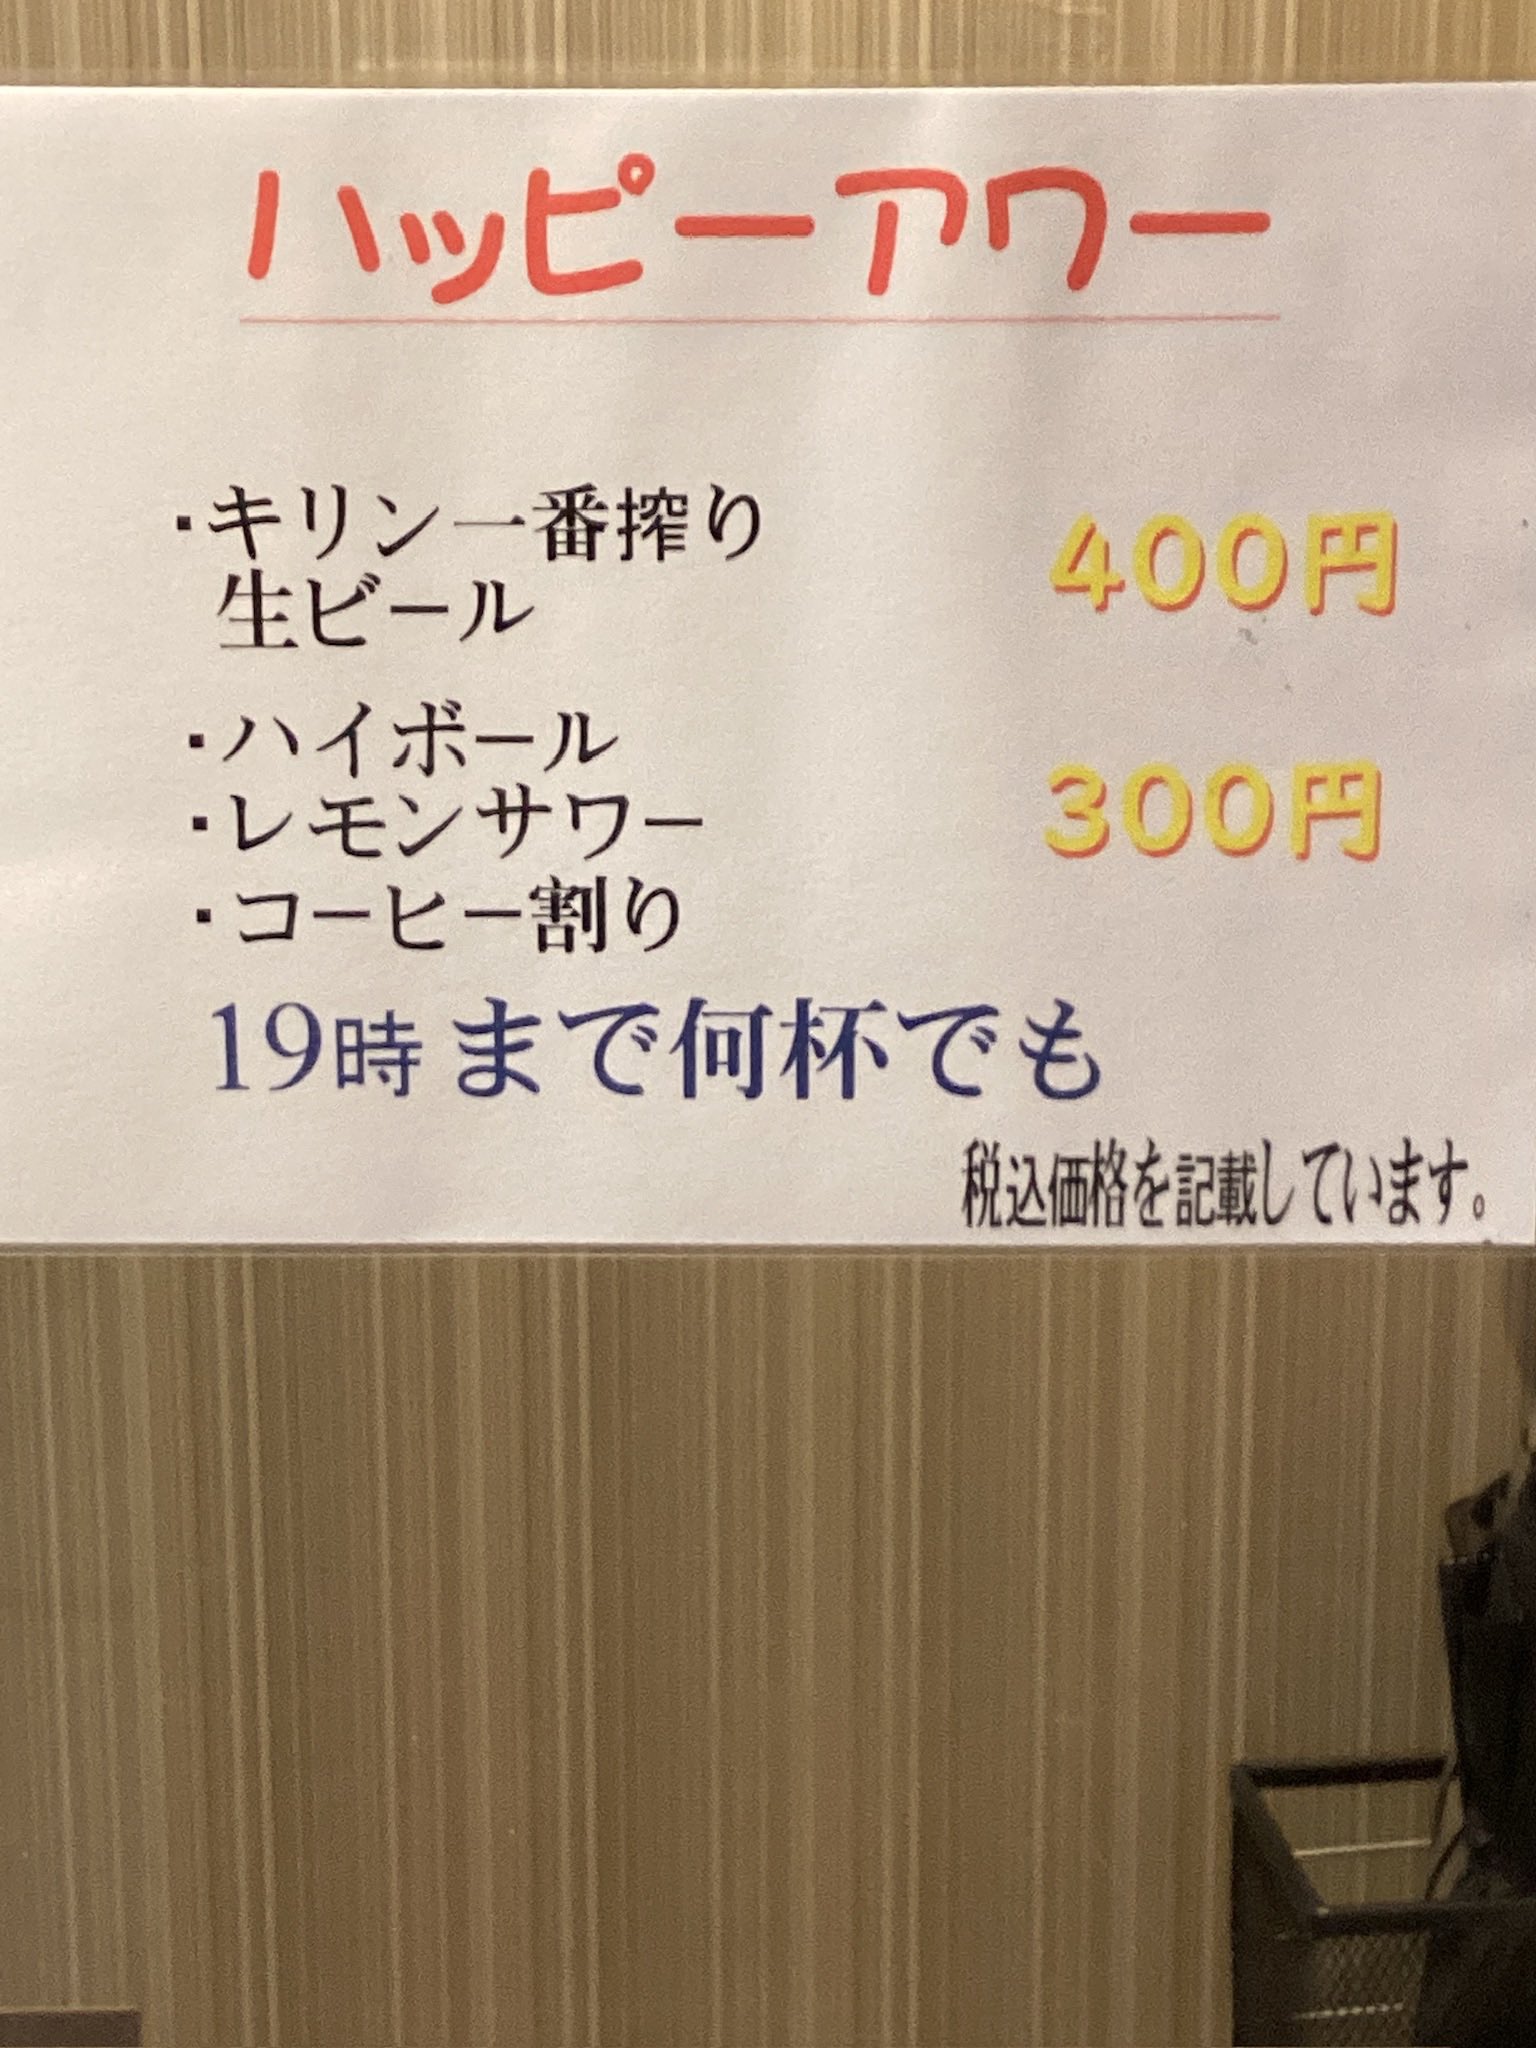 ハッピーアワー
・キリン一番搾り
生ビール
400円
・ハイボール
・レモンサワー
300円
・コーヒー割り
19時まで何杯でも
税込価格を記載しています。